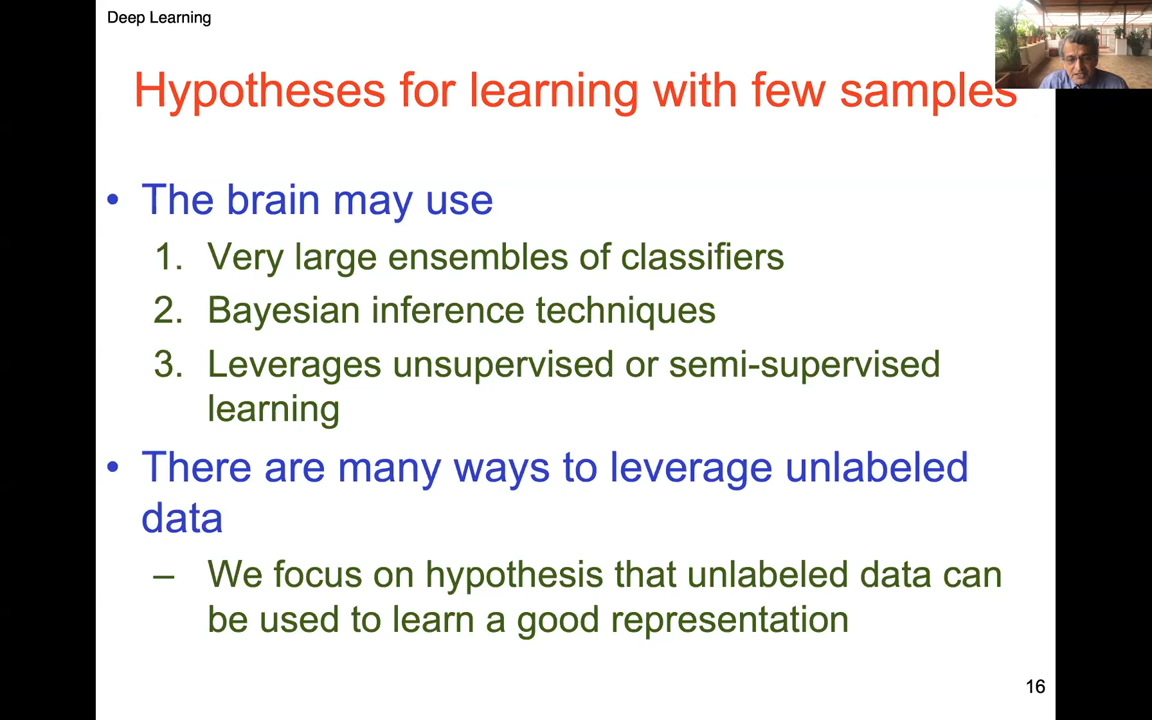 Deep Learning
Hypotheses for learning with few samples
• The brain may use
1. Very large ensembles of classifiers
2. Bayesian inference techniques
3. Leverages unsupervised or semi-supervised
learning
• There are many ways to leverage unlabeled
data
– We focus on hypothesis that unlabeled data can
be used to learn a good representation
16